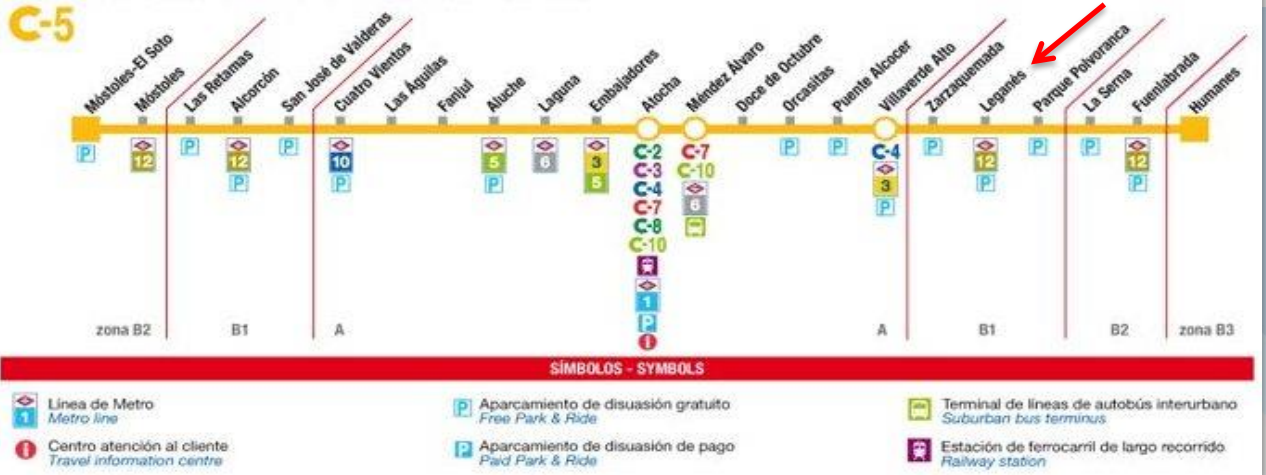 C-5
Móstoles-El Soto
Móstoles
Las Retamas
Alcorcón
San José de Valderas
Cuatro Vientos
Las Águilas
Fanjul
Aluche
Laguna
Embajadores
Atocha
Méndez Álvaro
Doce de Octubre
Orcasitas
Puente Alcocer
Villaverde Alto
Zarzaquemada
Leganés
Parque Polvoranca
La Serna
Fuenlabrada
Humanes
P
12
P
12
P
P
10
P
5
P
6
3
5
C-2
C-3
C-4
C-7
C-8
C-10
1
P
i
C-7
C-10
6
P
P
C-4
3
P
P
12
P
P
P
12
P
zona B2
B1
A
A
B1
B2
zona B3
SÍMBOLOS - SYMBOLS
1
Línea de Metro
Metro line
i
Centro atención al cliente
Travel information centre
P
Aparcamiento de disuasión gratuito
Free Park & Ride
P
Aparcamiento de disuasión de pago
Paid Park & Ride
Terminal de líneas de autobús interurbano
Suburban bus terminus
Estación de ferrocarril de largo recorrido
Railway station